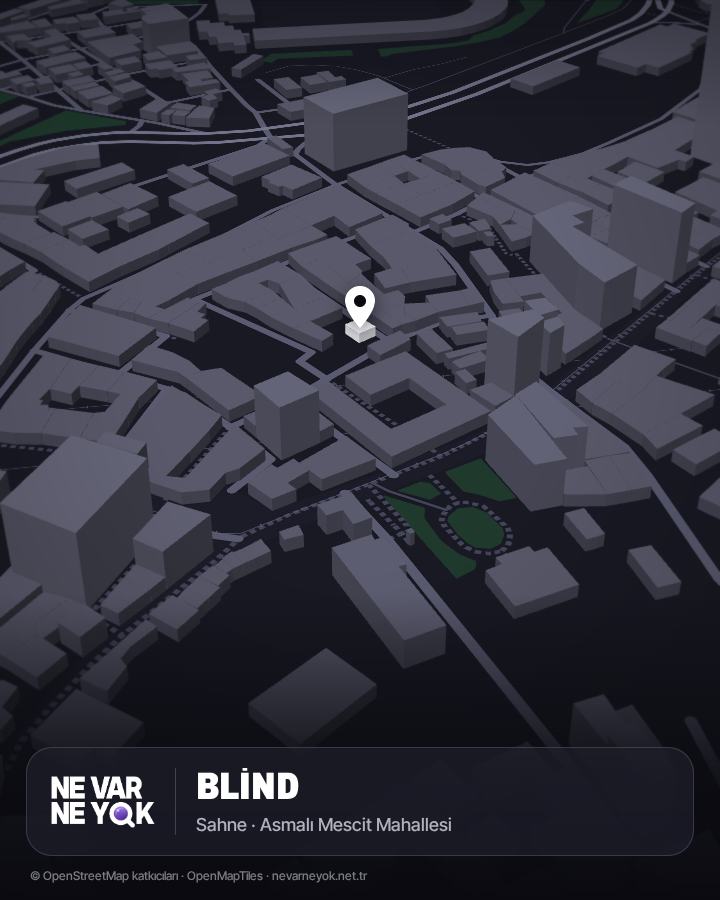 NE VAR
NE YOK
BLİND
Sahne · Asmalı Mescit Mahallesi
© OpenStreetMap katkıcıları · OpenMapTiles · nevarneyok.net.tr